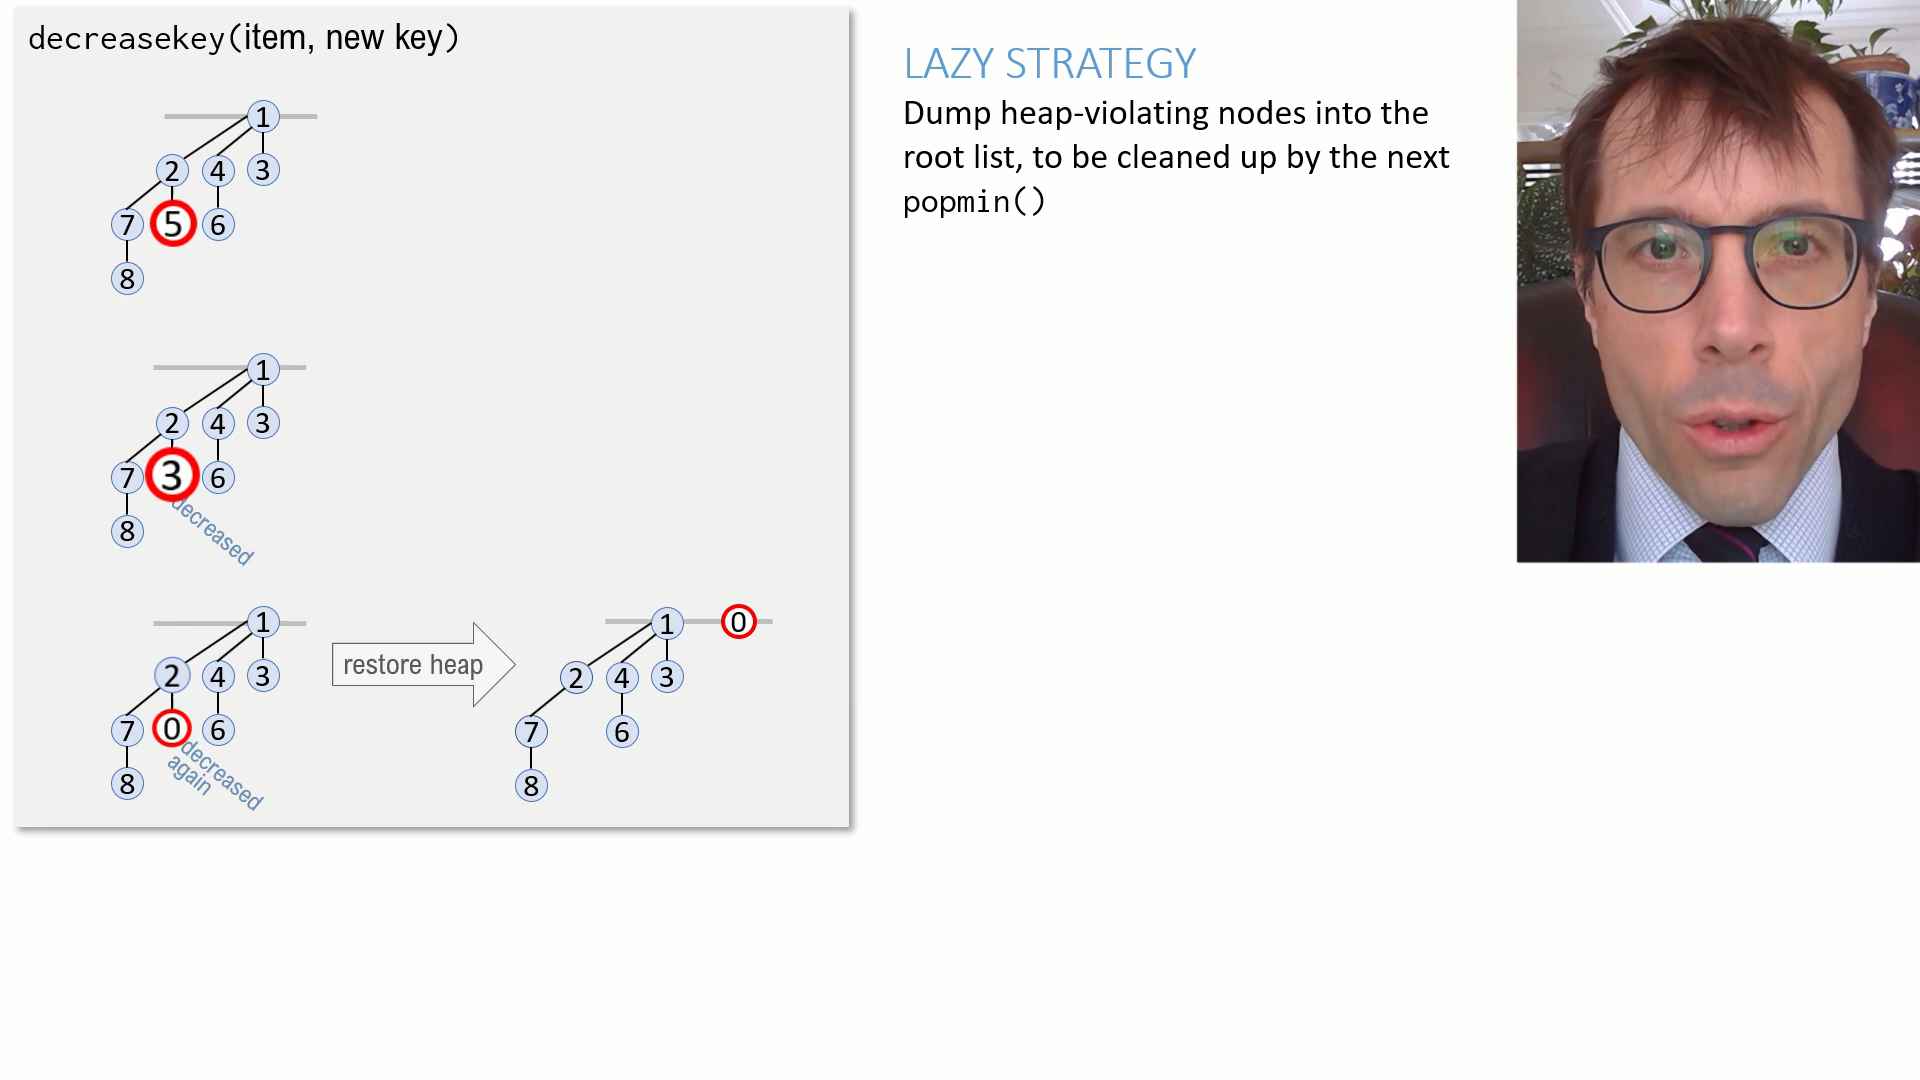 decreasekey(item, new key)
1
2 4 3
7 5 6
8
1
2 4 3
7 3 6
8
decreased
1
2 4 3
7 0 6
8
decreased
again
restore heap
1 0
2 4 3
7 6
8
LAZY STRATEGY
Dump heap-violating nodes into the
root list, to be cleaned up by the next
popmin()